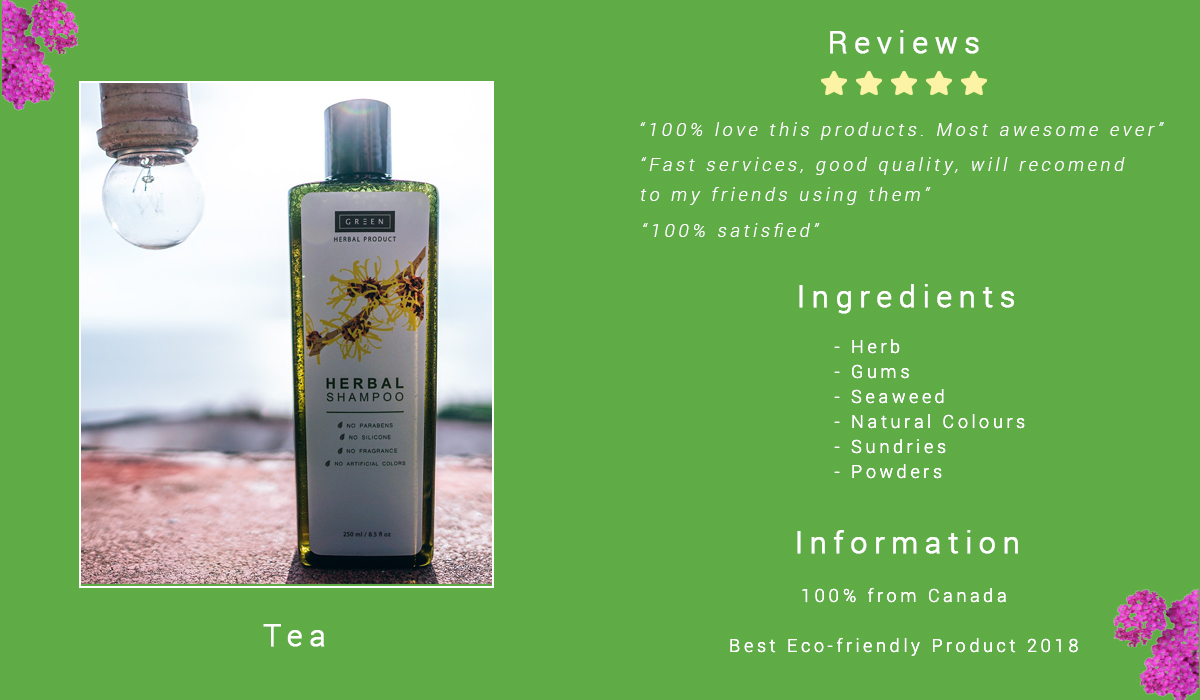 GREEN
HERBAL PRODUCT
HERBAL
SHAMPOO
NO PARABENS
NO SILICONE
NO FRAGRANCE
NO ARTIFICIAL COLORS
250 ml / 8.5 fl oz
Tea
Reviews
“100% love this products. Most awesome ever”
“Fast services, good quality, will recomend
to my friends using them”
“100% satisfied”
Ingredients
- Herb
- Gums
- Seaweed
- Natural Colours
- Sundries
- Powders
Information
100% from Canada
Best Eco-friendly Product 2018